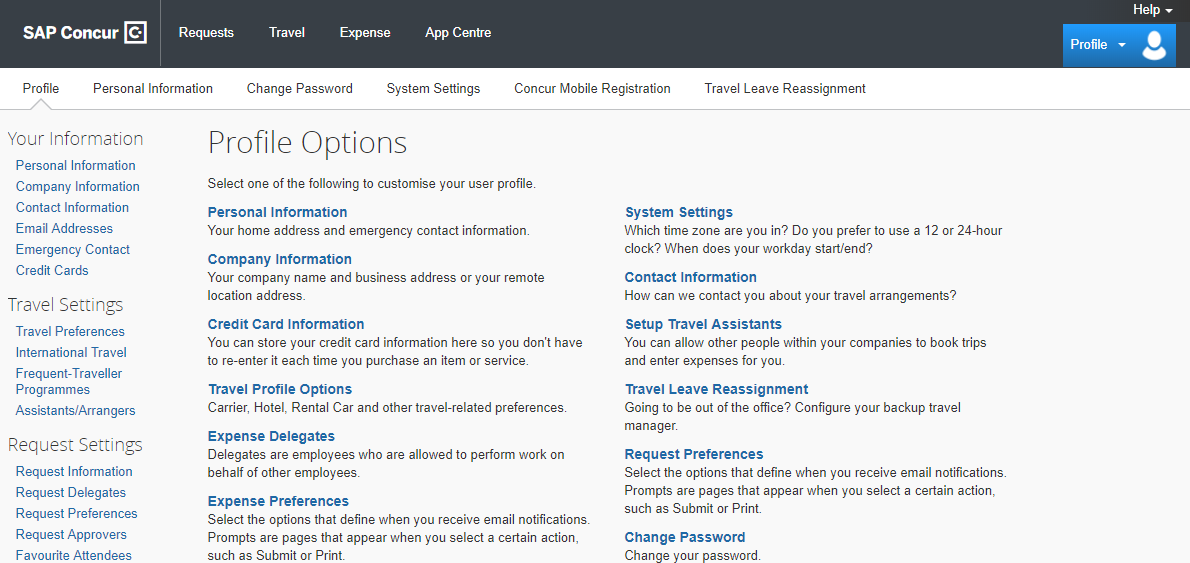 Help
SAP Concur C.
Requests
Travel
Expense
App Centre
Profile
Profile
Personal Information
Change Password
System Settings
Concur Mobile Registration
Travel Leave Reassignment
Your Information
Personal Information
Company Information
Contact Information
Email Addresses
Emergency Contact
Credit Cards
Travel Settings
Travel Preferences
International Travel
Frequent-Traveller
Programmes
Assistants/Arrangers
Request Settings
Request Information
Request Delegates
Request Preferences
Request Approvers
Favourite Attendees
Profile Options
Select one of the following to customise your user profile.
Personal Information
Your home address and emergency contact information.
Company Information
Your company name and business address or your remote
location address.
Credit Card Information
You can store your credit card information here so you don't have
to re-enter it each time you purchase an item or service.
Travel Profile Options
Carrier, Hotel, Rental Car and other travel-related preferences.
Expense Delegates
Delegates are employees who are allowed to perform work on
behalf of other employees.
Expense Preferences
Select the options that define when you receive email notifications.
Prompts are pages that appear when you select a certain action,
such as Submit or Print.
System Settings
Which time zone are you in? Do you prefer to use a 12 or 24-hour
clock? When does your workday start/end?
Contact Information
How can we contact you about your travel arrangements?
Setup Travel Assistants
You can allow other people within your companies to book trips
and enter expenses for you.
Travel Leave Reassignment
Going to be out of the office? Configure your backup travel
manager.
Request Preferences
Select the options that define when you receive email notifications.
Prompts are pages that appear when you select a certain action,
such as Submit or Print.
Change Password
Change your password.